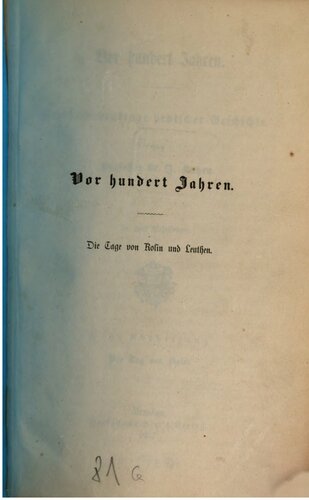 Vor hundert Jahren.
Die Tage von Kolin und Leuthen.
81 G